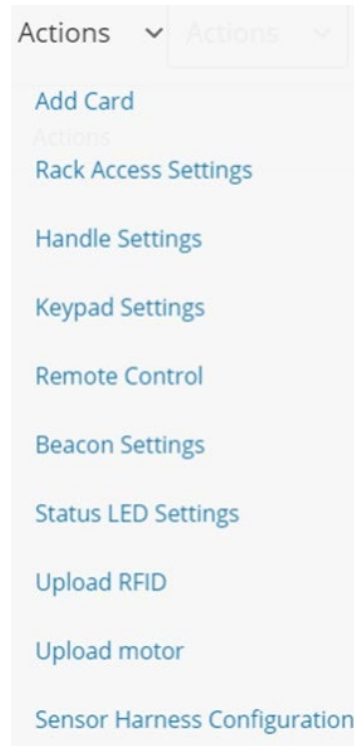 Actions Actions
Add Card
Actions
Rack Access Settings
Handle Settings
Keypad Settings
Remote Control
Beacon Settings
Status LED Settings
Upload RFID
Upload motor
Sensor Harness Configuration